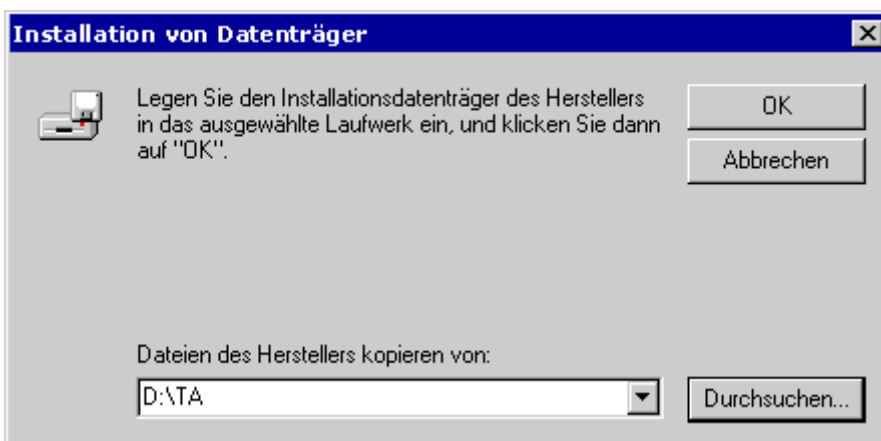 Installation von Datenträger
Legen Sie den Installationsdatenträger des Herstellers
in das ausgewählte Laufwerk ein, und klicken Sie dann
auf "OK".
OK
Abbrechen
Dateien des Herstellers kopieren von:
D:\TA
Durchsuchen...